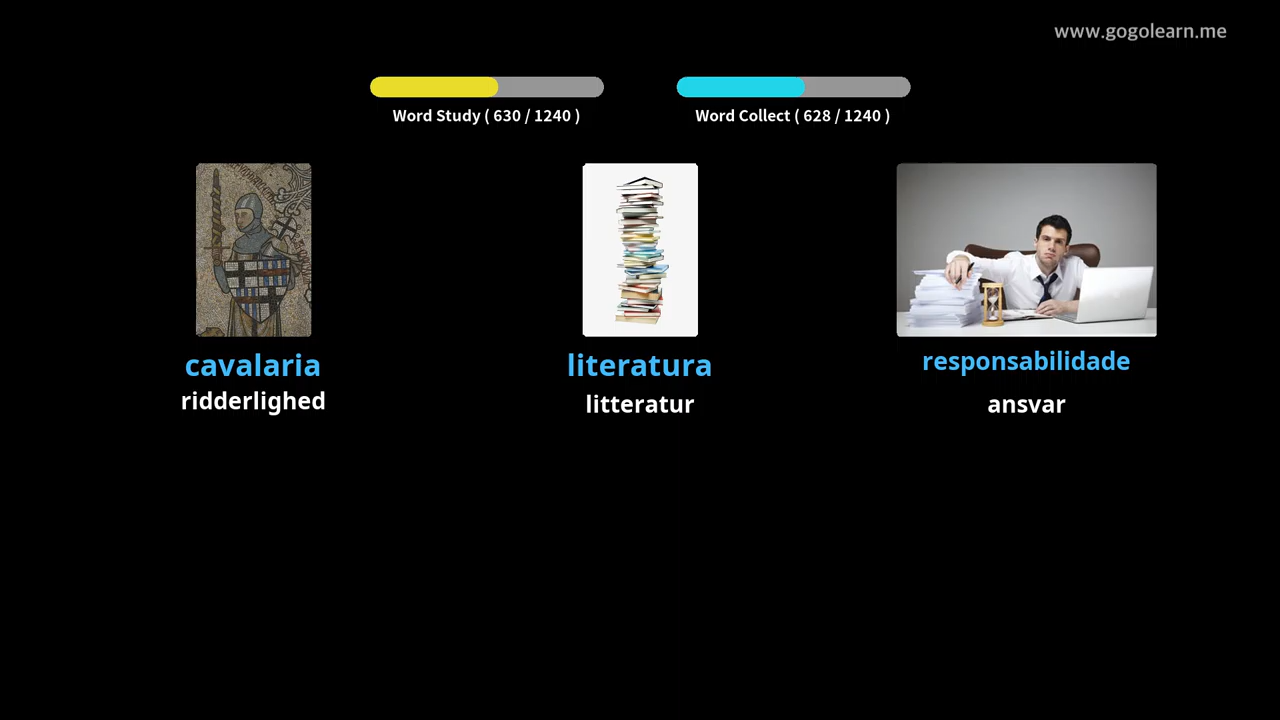 www.gogolearn.me
Word Study ( 630 / 1240 )
Word Collect ( 628 / 1240 )
cavalaria
ridderlighed
literatura
litteratur
responsabilidade
ansvar